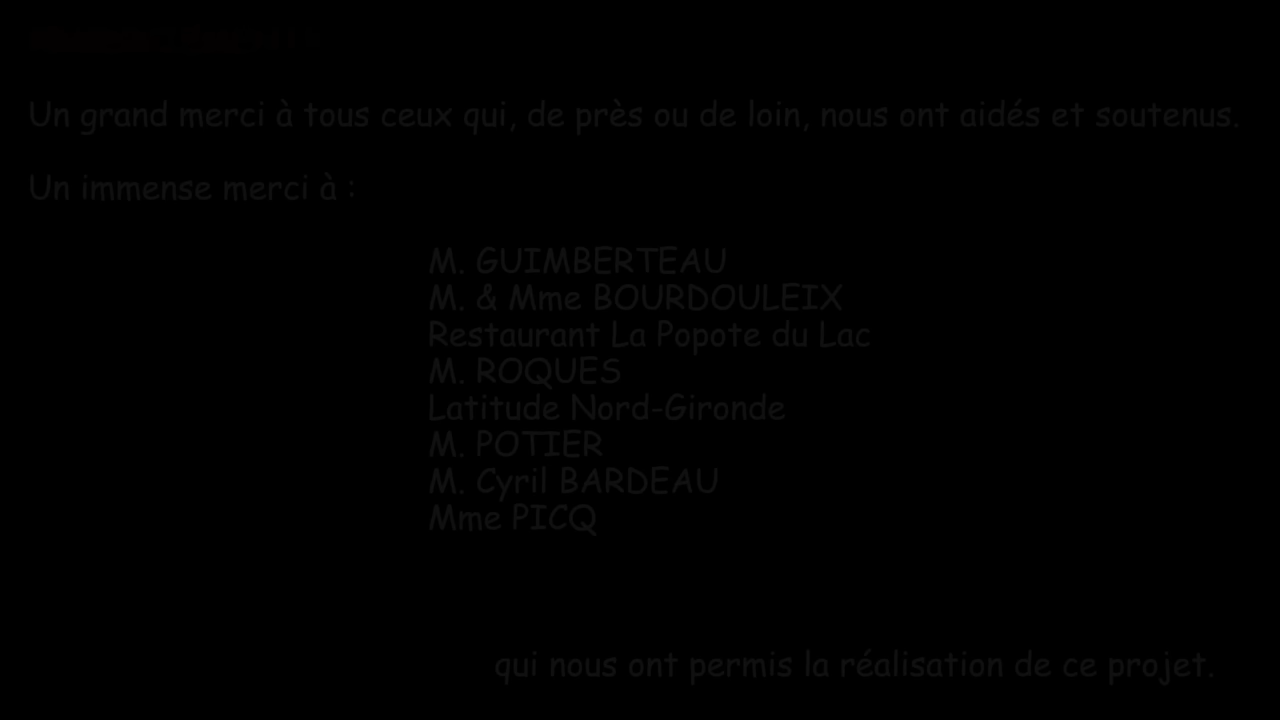 Un grand merci à tous ceux qui, de près ou de loin, nous ont aidés et soutenus.
Un immense merci à :
M. GUIMBERTEAU
M. & Mme BOURDOULEIX
Restaurant La Popote du Lac
M. ROQUES
Latitude Nord-Gironde
M. POTIER
M. Cyril BARDEAU
Mme PICQ
qui nous ont permis la réalisation de ce projet.